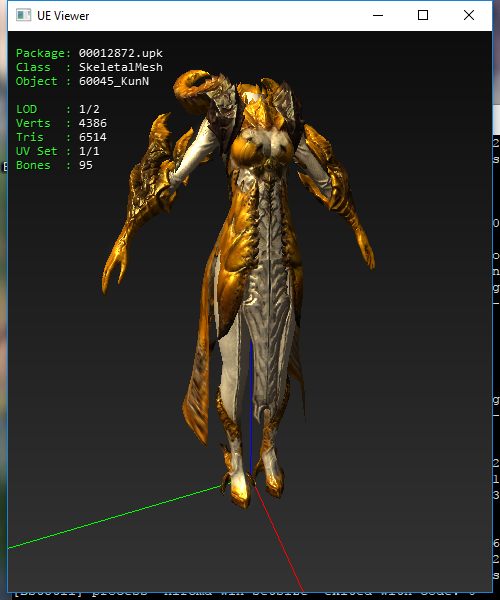 UE Viewer
Package: 00012872.upk
Class : SkeletalMesh
Object : 60045_KunN
LOD : 1/2
Verts : 4386
Tris : 6514
UV Set : 1/1
Bones : 95